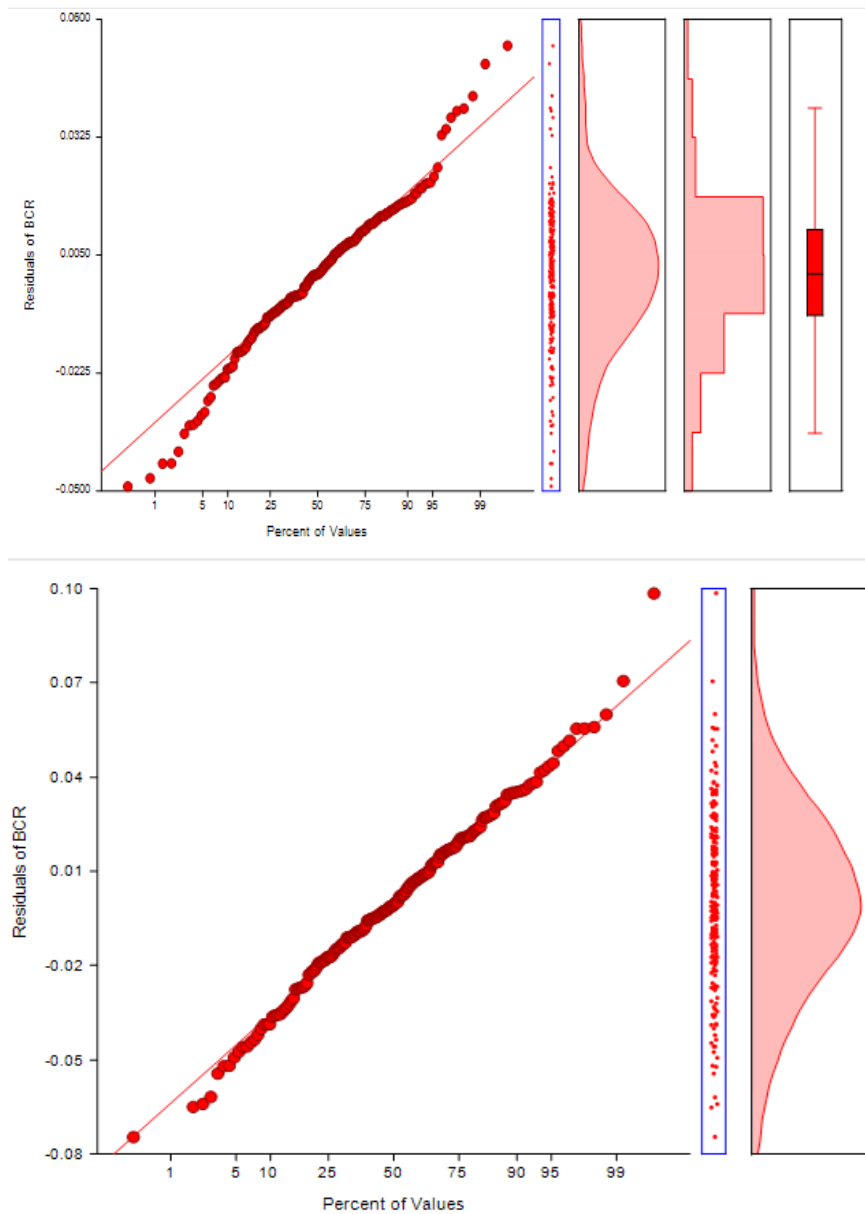 0.0600
0.0325
0.0050
-0.0225
-0.0500
Residuals of BCR
1 5 10 25 50 75 90 95 99
Percent of Values
0.10
0.07
0.04
0.01
-0.02
-0.05
-0.08
Residuals of BCR
1 5 10 25 50 75 90 95 99
Percent of Values